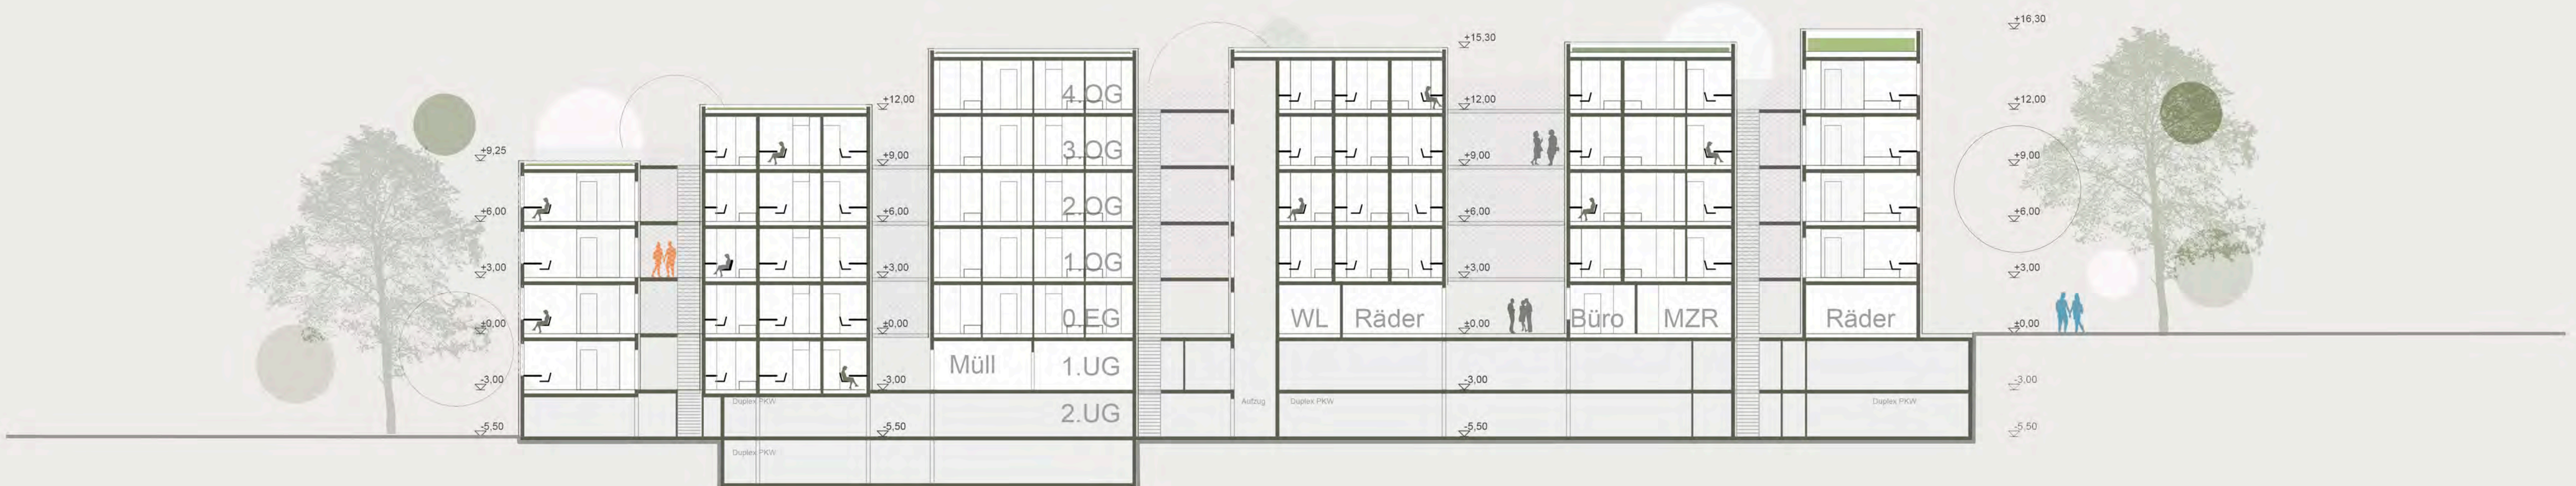 +9,25
+6,00
+3,00
+0,00
-3,00
-5,50
+12,00
+9,00
+6,00
+3,00
+0,00
-3,00
-5,50
Duplex PKW
Duplex PKW
4.OG
3.OG
2.OG
1.OG
0.EG
Müll 1.UG
2.UG
Aufzug Duplex PKW
WL Räder
+15,30
+12,00
+9,00
+6,00
+3,00
+0,00
-3,00
-5,50
Büro MZR
Räder
Duplex PKW
+16,30
+12,00
+9,00
+6,00
+3,00
+0,00
-3,00
-5,50